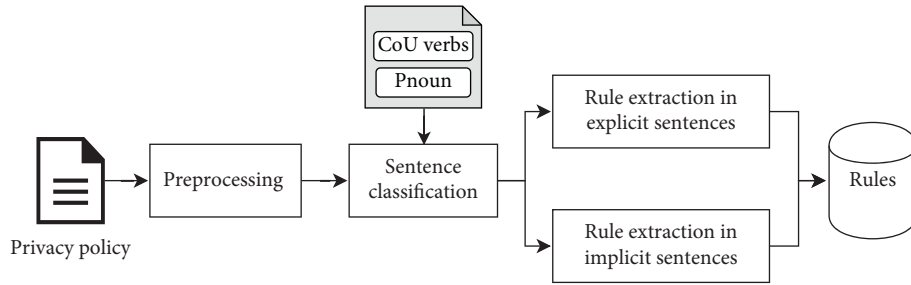 CoU verbs
Pnoun
Privacy policy
Preprocessing
Sentence
classification
Rule extraction in
explicit sentences
Rule extraction in
implicit sentences
Rules